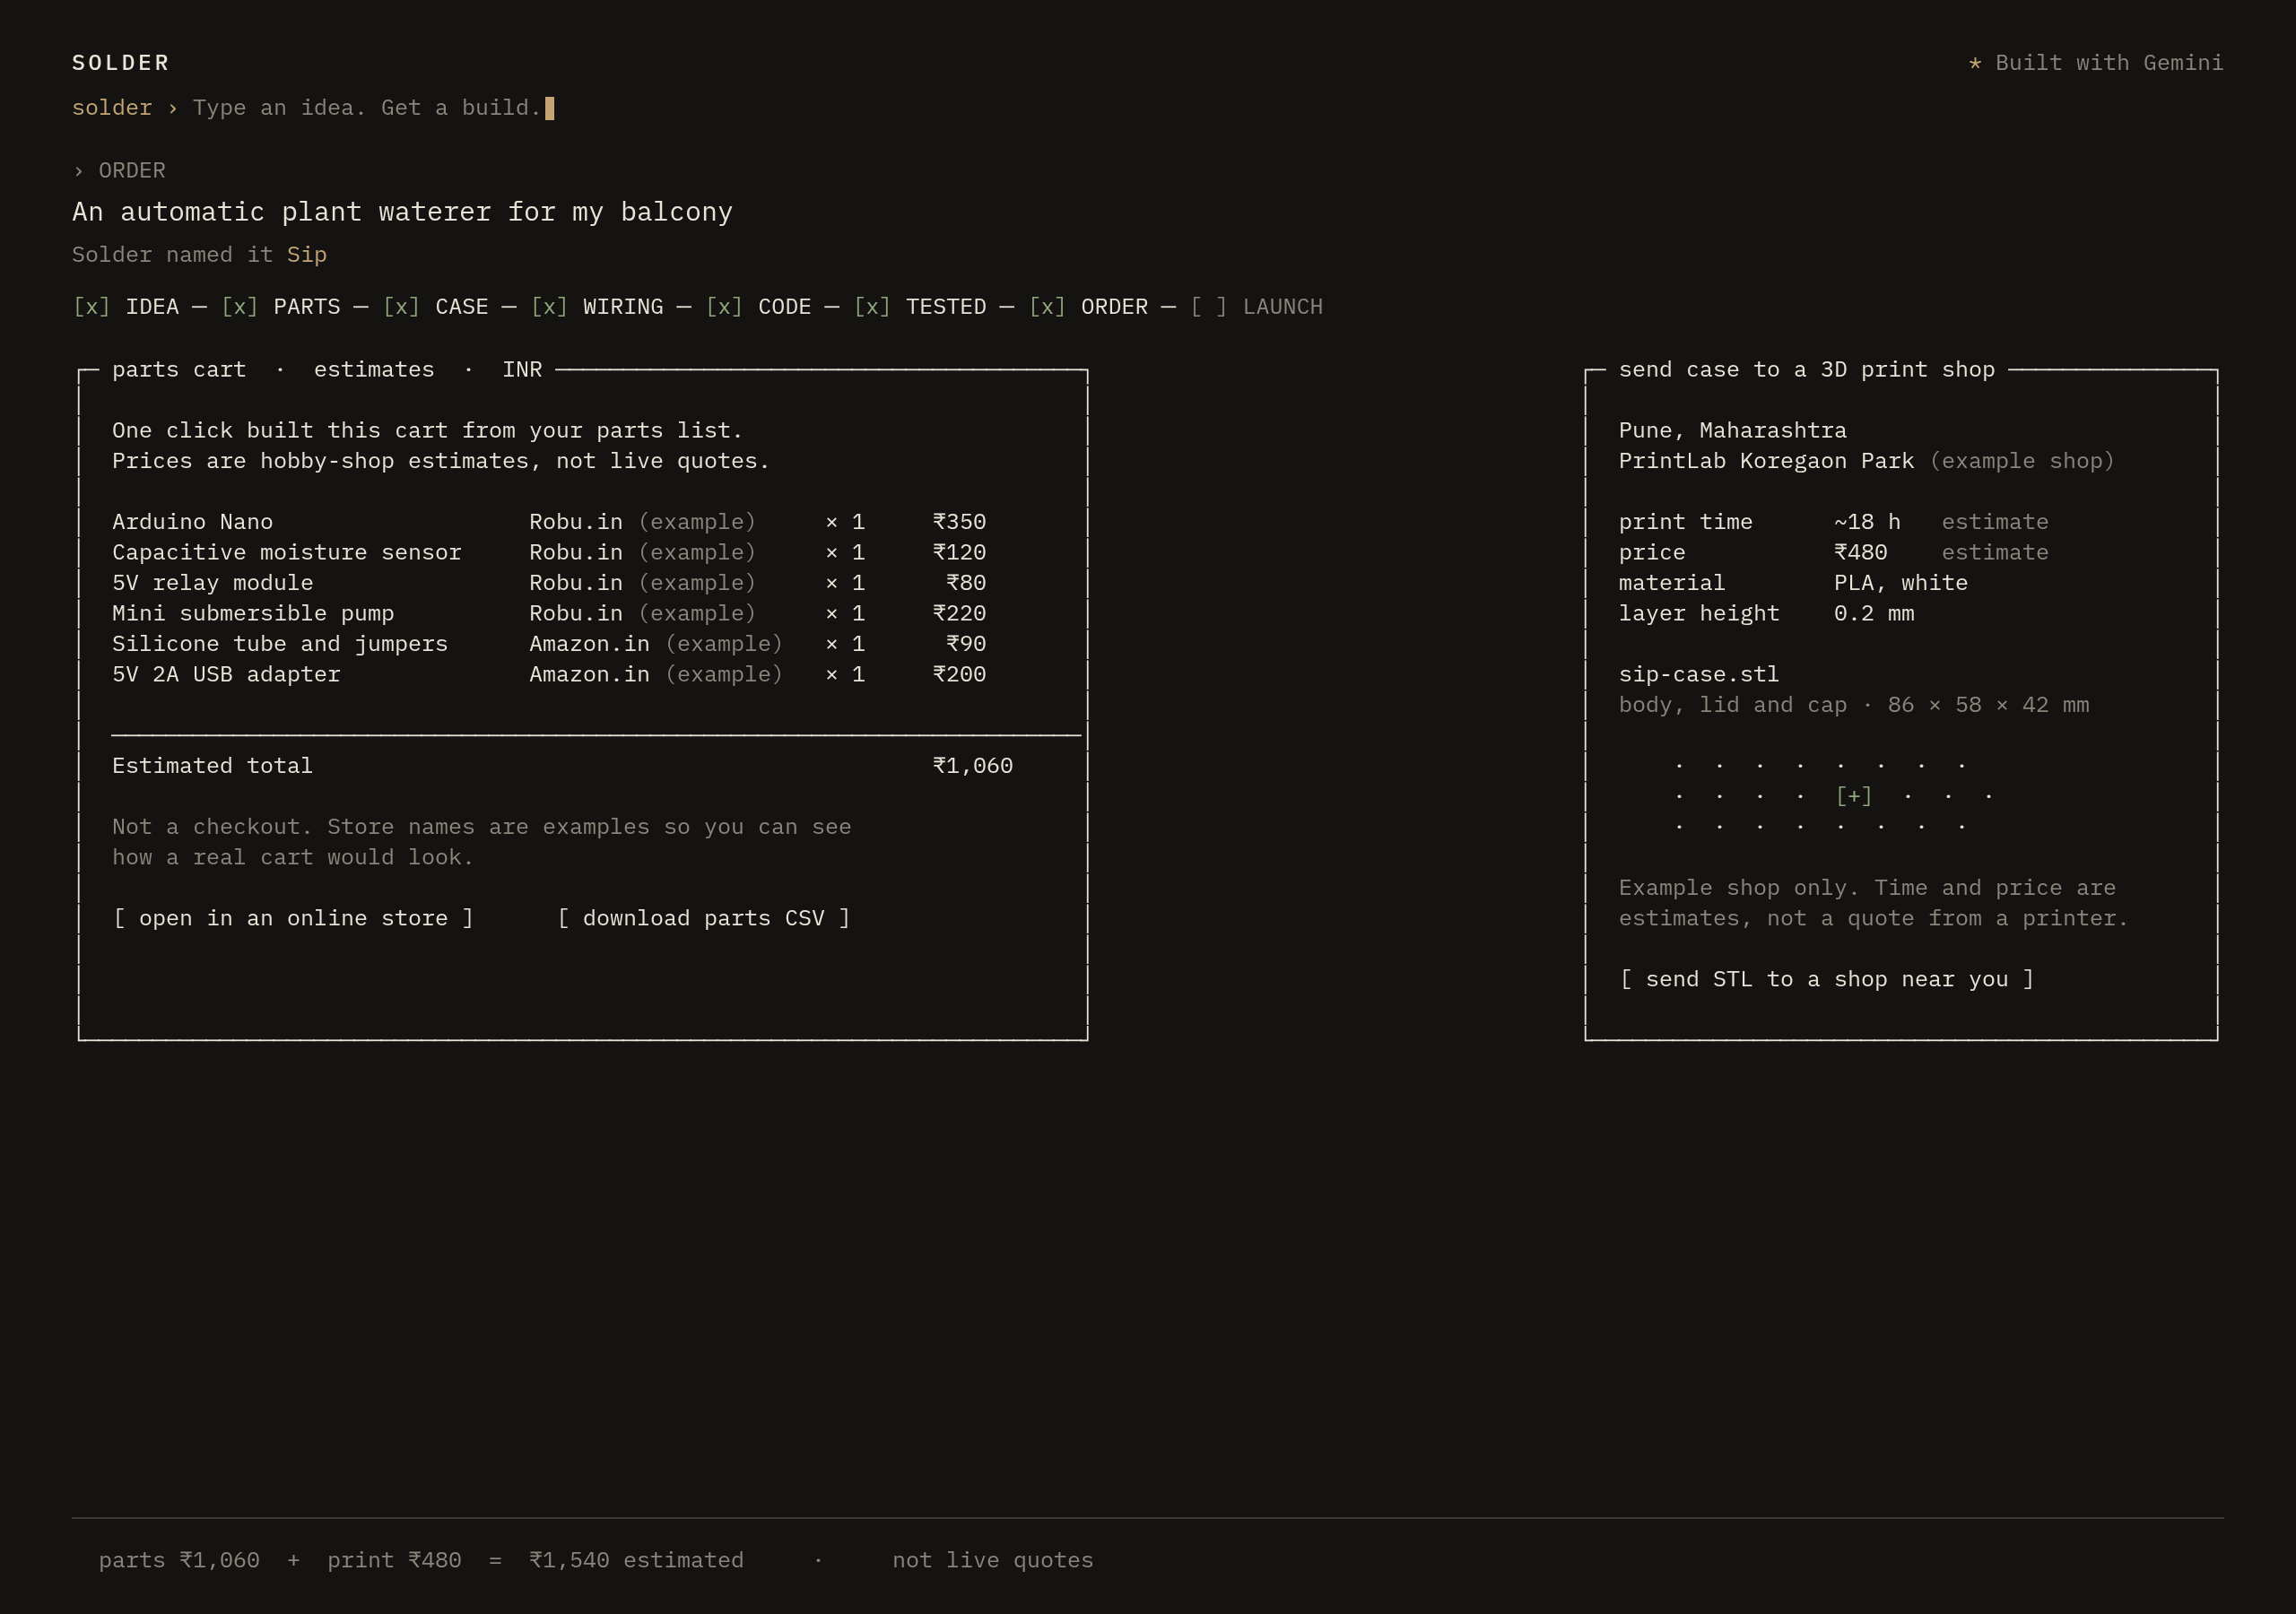 SOLDER
* Built with Gemini
solder › Type an idea. Get a build.
› ORDER
An automatic plant waterer for my balcony
Solder named it Sip
[x] IDEA — [x] PARTS — [x] CASE — [x] WIRING — [x] CODE — [x] TESTED — [x] ORDER — [ ] LAUNCH
parts cart · estimates · INR
One click built this cart from your parts list.
Prices are hobby-shop estimates, not live quotes.
Arduino Nano Robu.in (example) × 1 ₹350
Capacitive moisture sensor Robu.in (example) × 1 ₹120
5V relay module Robu.in (example) × 1 ₹80
Mini submersible pump Robu.in (example) × 1 ₹220
Silicone tube and jumpers Amazon.in (example) × 1 ₹90
5V 2A USB adapter Amazon.in (example) × 1 ₹200
Estimated total ₹1,060
Not a checkout. Store names are examples so you can see
how a real cart would look.
[ open in an online store ] [ download parts CSV ]
send case to a 3D print shop
Pune, Maharashtra
PrintLab Koregaon Park (example shop)
print time ~18 h estimate
price ₹480 estimate
material PLA, white
layer height 0.2 mm
sip-case.stl
body, lid and cap · 86 × 58 × 42 mm
· · · · · · · ·
· · · · [+] · · ·
· · · · · · · ·
Example shop only. Time and price are
estimates, not a quote from a printer.
[ send STL to a shop near you ]
parts ₹1,060 + print ₹480 = ₹1,540 estimated · not live quotes